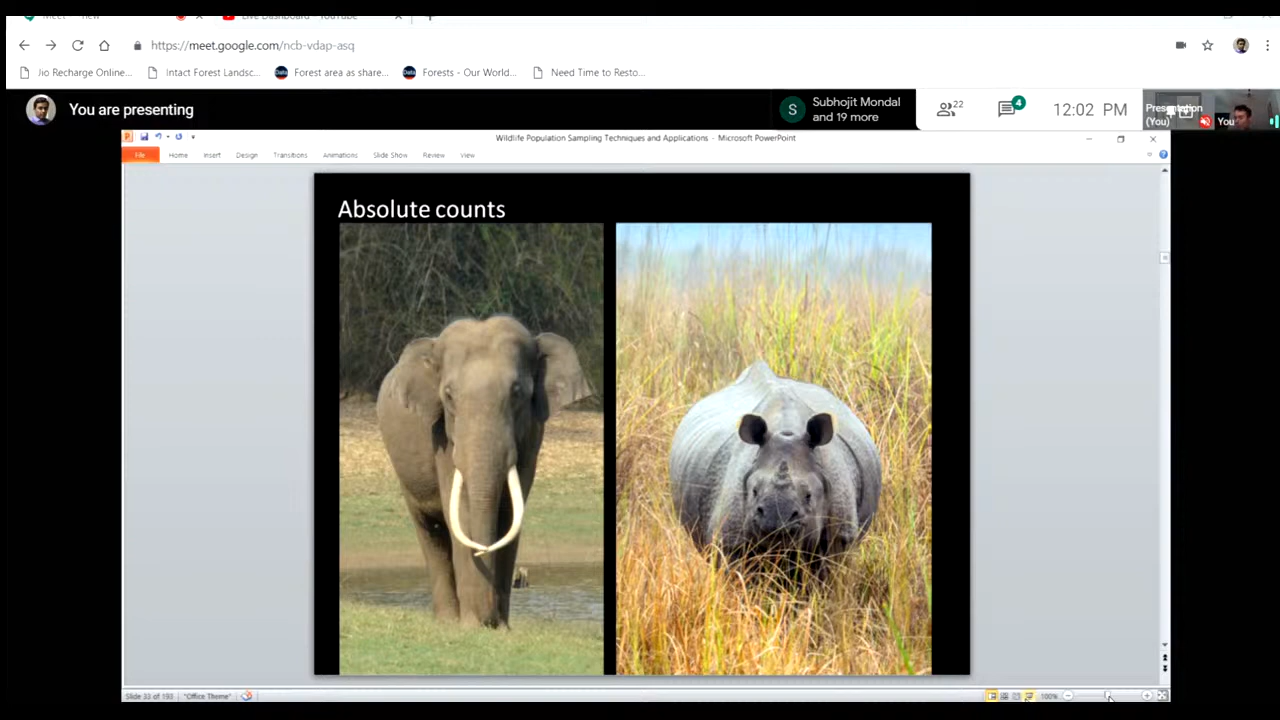 Live Dashboard - YouTube
https://meet.google.com/ncb-vdap-asq
Jio Recharge Online... Intact Forest Landsc... Forest area as share... Forests - Our World... Need Time to Resto...
You are presenting
S
Subhojit Mondal
and 19 more
22
4
12:02 PM
Presentation
(You)
You
Wildlife Population Sampling Techniques and Applications - Microsoft PowerPoint
File Home Insert Design Transitions Animations Slide Show Review View
Absolute counts
Slide 33 of 193 "Office Theme" 100%